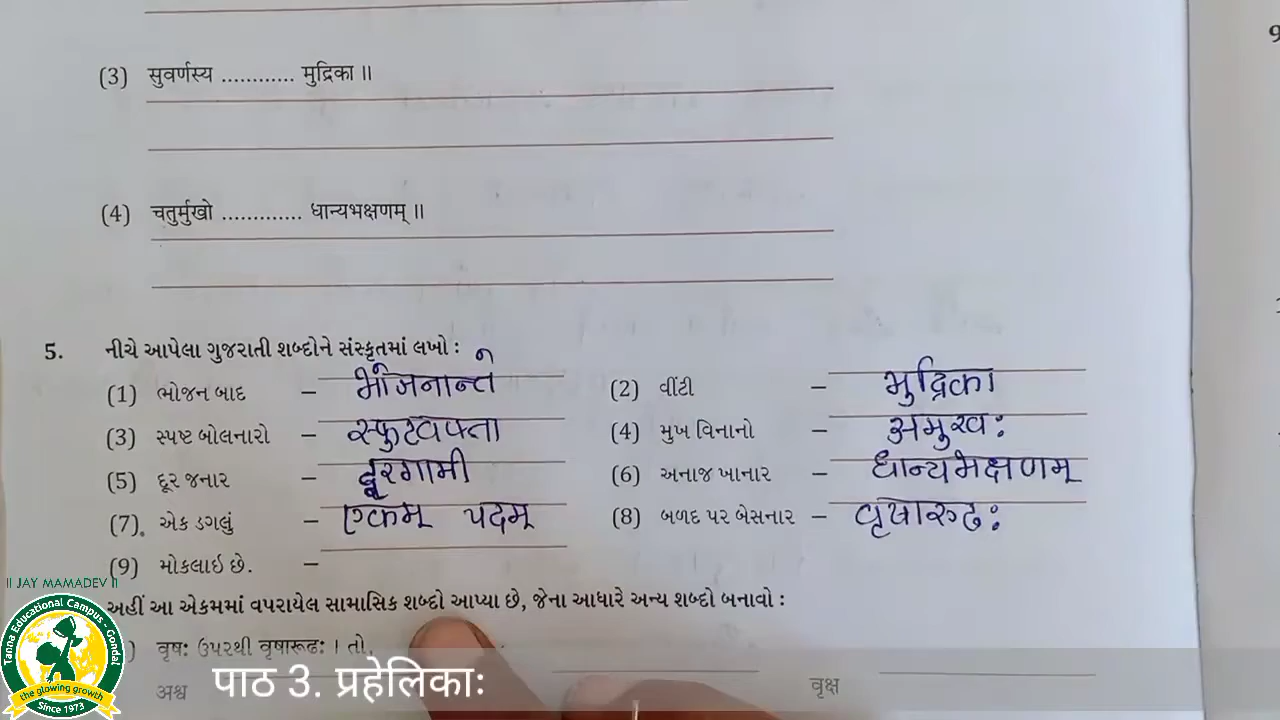 (3) सुवर्णस्य ............ मुद्रिका ॥
(4) चतुर्मुखो ............. धान्यभक्षणम् ॥
5. નીચે આપેલા ગુજરાતી શબ્દોને સંસ્કૃતમાં લખો :
(1) ભોજન બાદ – भोजनान्ते (2) વીંટી – मुद्रिका
(3) સ્પષ્ટ બોલનારો – स्फुटवक्ता (4) મુખ વિનાનો – अमुखः
(5) દૂર જનાર – दूरगामी (6) અનાજ ખાનાર – धान्यभक्षणम्
(7) એક ડગલું – एकम् पदम् (8) બળદ પર બેસનાર – वृषारुढः
(9) મોકલાઇ છે. –
અહીં આ એકમમાં વપરાયેલ સામાસિક શબ્દો આપ્યા છે, જેના આધારે અન્ય શબ્દો બનાવો :
) वृषः ઉપરથી वृषारूढः । તો,
अश्व वृक्ष
પાઠ 3. પ્રહેલિકાઃ
|| JAY MAMADEV ||
Tanna Educational Campus - Gondal
the glowing growth
Since 1973
9